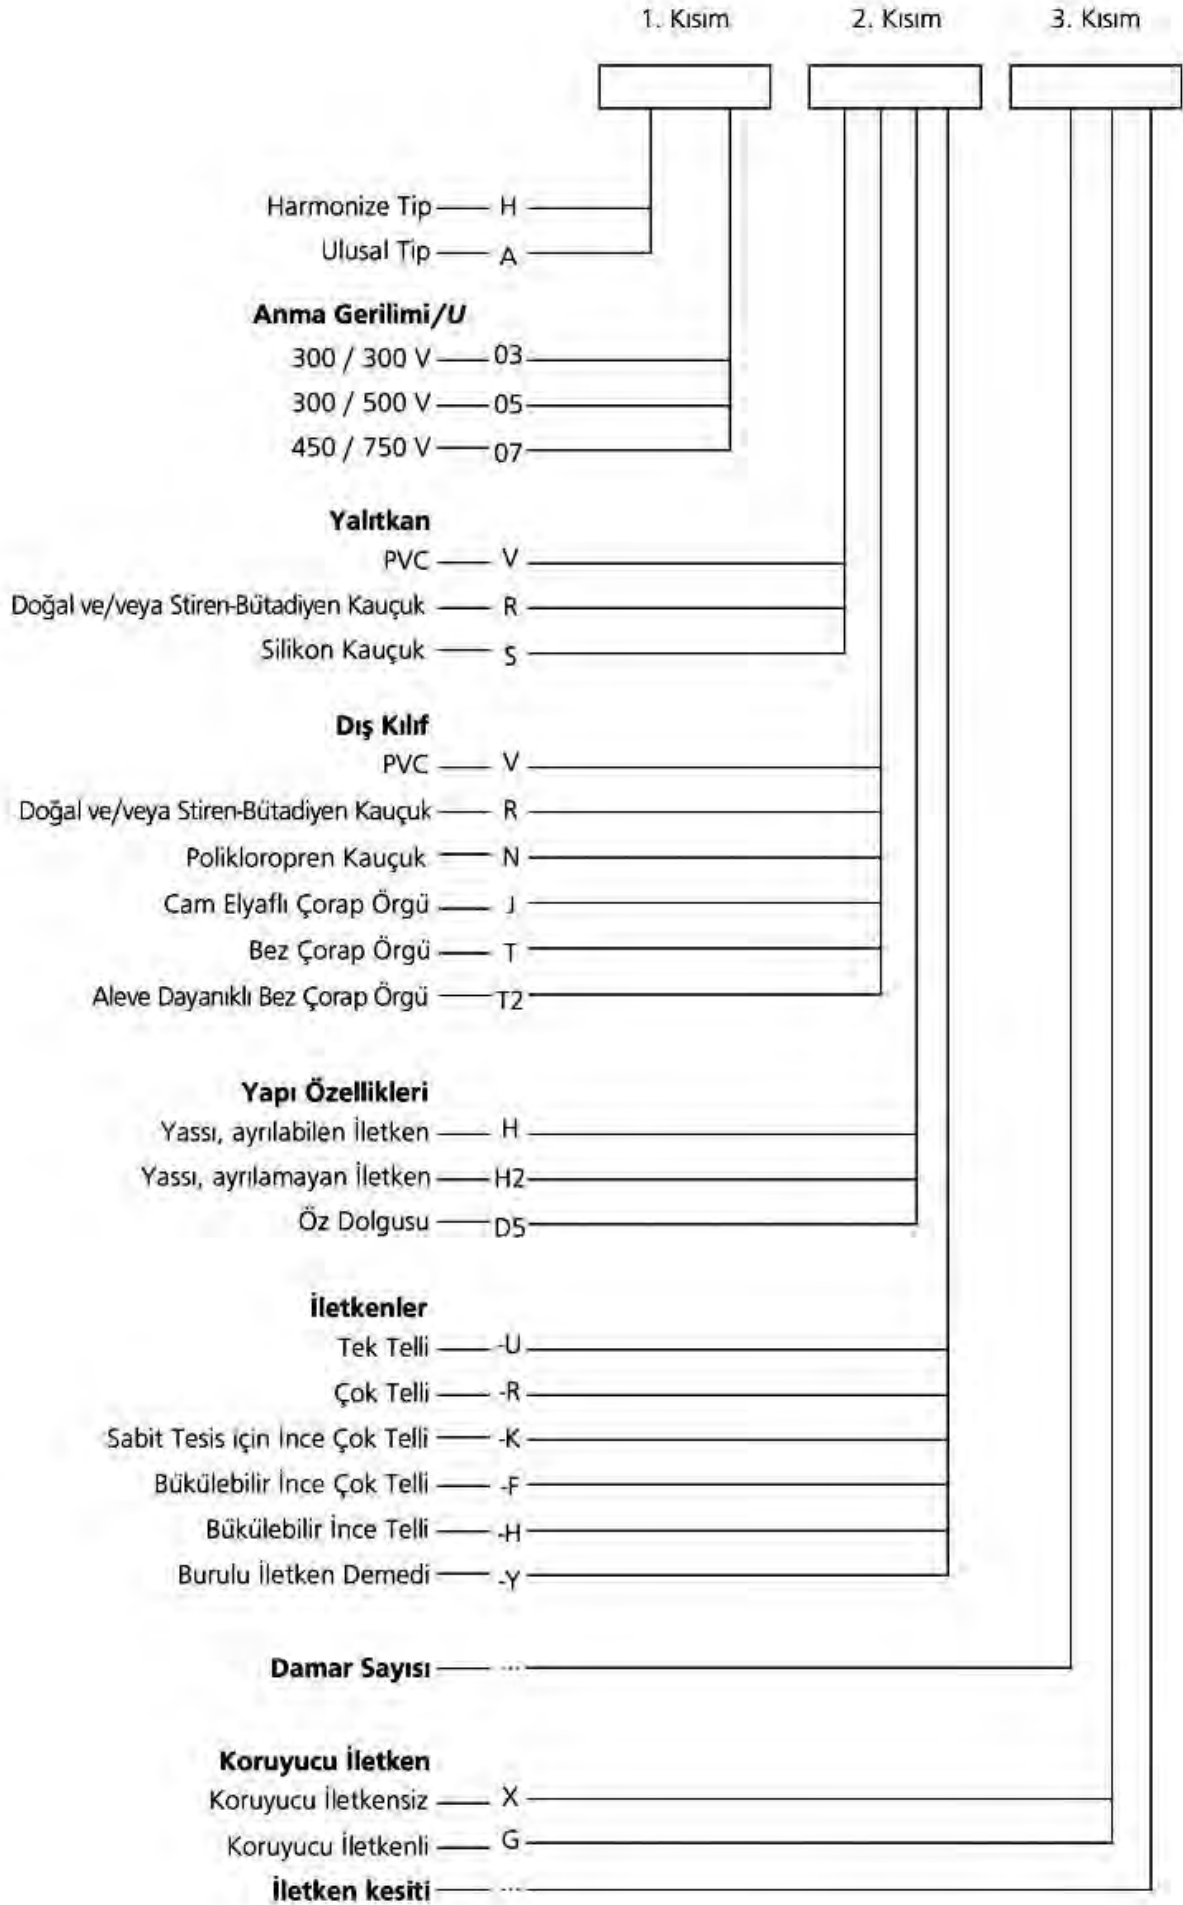 1. Kısım 2. Kısım 3. Kısım
Harmonize Tip H
Ulusal Tip A
Anma Gerilimi/U
300 / 300 V 03
300 / 500 V 05
450 / 750 V 07
Yalıtkan
PVC V
Doğal ve/veya Stiren-Bütadiyen Kauçuk R
Silikon Kauçuk S
Dış Kılıf
PVC V
Doğal ve/veya Stiren-Bütadiyen Kauçuk R
Polikloropren Kauçuk N
Cam Elyaflı Çorap Örgü J
Bez Çorap Örgü T
Aleve Dayanıklı Bez Çorap Örgü T2
Yapı Özellikleri
Yassı, ayrılabilen İletken H
Yassı, ayrılamayan İletken H2
Öz Dolgusu D5
İletkenler
Tek Telli -U
Çok Telli -R
Sabit Tesis için İnce Çok Telli -K
Bükülebilir İnce Çok Telli -F
Bükülebilir İnce Telli -H
Burulu İletken Demedi -Y
Damar Sayısı ...
Koruyucu İletken
Koruyucu İletkensiz X
Koruyucu İletkenli G
İletken kesiti ...